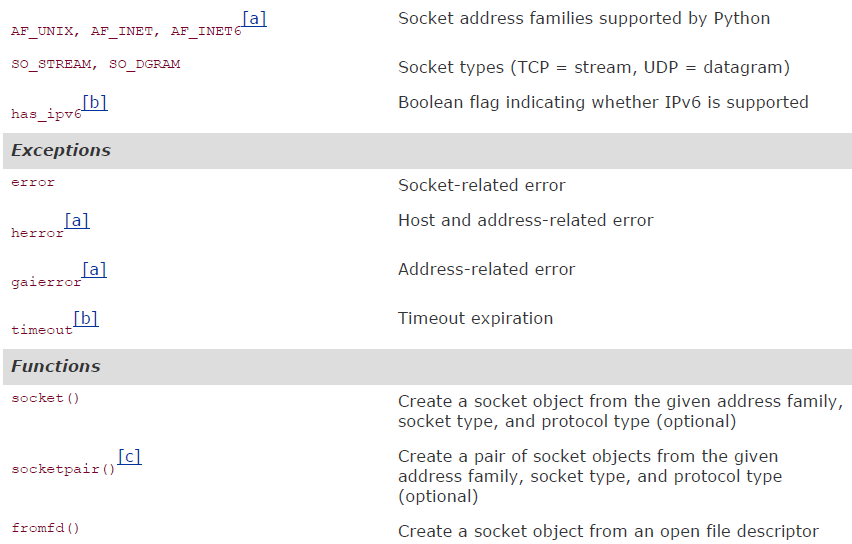 AF_UNIX, AF_INET, AF_INET6[a] Socket address families supported by Python
SO_STREAM, SO_DGRAM Socket types (TCP = stream, UDP = datagram)
has_ipv6[b] Boolean flag indicating whether IPv6 is supported
Exceptions
error Socket-related error
herror[a] Host and address-related error
gaierror[a] Address-related error
timeout[b] Timeout expiration
Functions
socket() Create a socket object from the given address family,
socket type, and protocol type (optional)
socketpair()[c] Create a pair of socket objects from the given
address family, socket type, and protocol type
(optional)
fromfd() Create a socket object from an open file descriptor